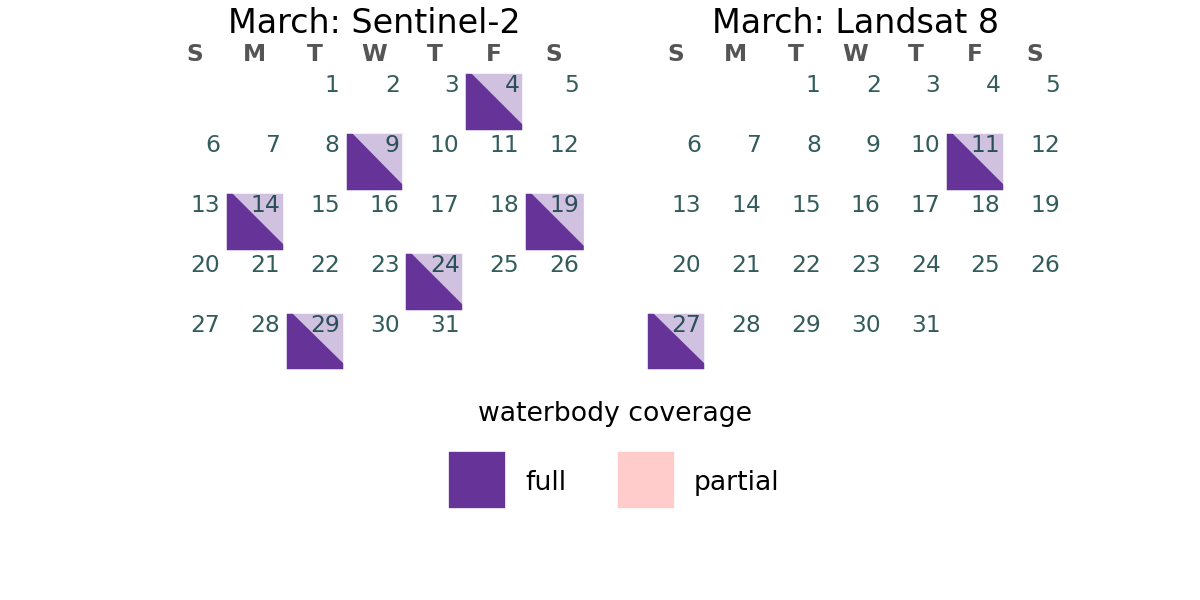 March: Sentinel-2
S M T W T F S
1 2 3 4 5
6 7 8 9 10 11 12
13 14 15 16 17 18 19
20 21 22 23 24 25 26
27 28 29 30 31
March: Landsat 8
S M T W T F S
1 2 3 4 5
6 7 8 9 10 11 12
13 14 15 16 17 18 19
20 21 22 23 24 25 26
27 28 29 30 31
waterbody coverage
full
partial